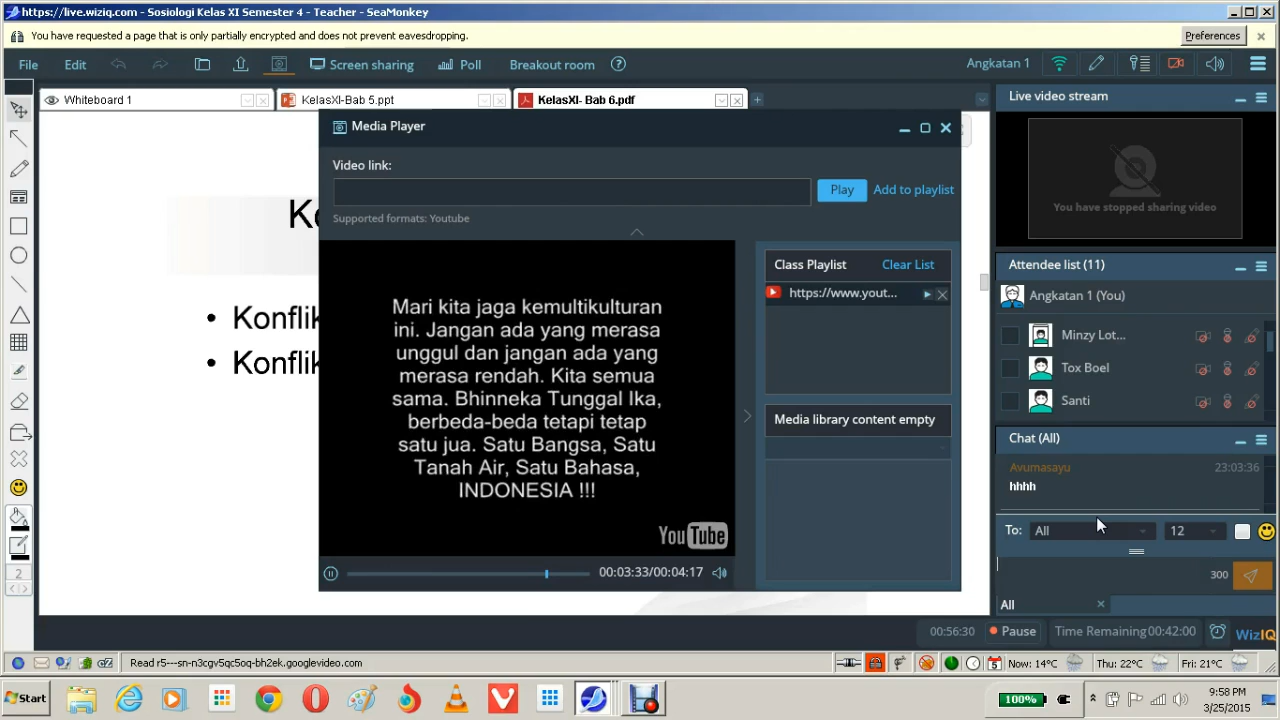 https://live.wiziq.com - Sosiologi Kelas XI Semester 4 - Teacher - SeaMonkey
You have requested a page that is only partially encrypted and does not prevent eavesdropping.
Preferences
File Edit Screen sharing Poll Breakout room Angkatan 1
Whiteboard 1 KelasXI-Bab 5.ppt KelasXI- Bab 6.pdf
Live video stream
You have stopped sharing video
Media Player
Video link:
Play Add to playlist
Supported formats: Youtube
• Konflik
• Konflik
Mari kita jaga kemultikulturan
ini. Jangan ada yang merasa
unggul dan jangan ada yang
merasa rendah. Kita semua
sama. Bhinneka Tunggal Ika,
berbeda-beda tetapi tetap
satu jua. Satu Bangsa, Satu
Tanah Air, Satu Bahasa,
INDONESIA !!!
YouTube
00:03:33/00:04:17
Class Playlist Clear List
https://www.yout...
Media library content empty
Attendee list (11)
Angkatan 1 (You)
Minzy Lot...
Tox Boel
Santi
Chat (All)
Avumasayu 23:03:36
hhhh
To: All 12
300
All
2
00:56:30 Pause Time Remaining:00:42:00 WizIQ
Read r5---sn-n3cgv5qc5oq-bh2ek.googlevideo.com
Now: 14°C Thu: 22°C Fri: 21°C
Start
100%
9:58 PM
3/25/2015